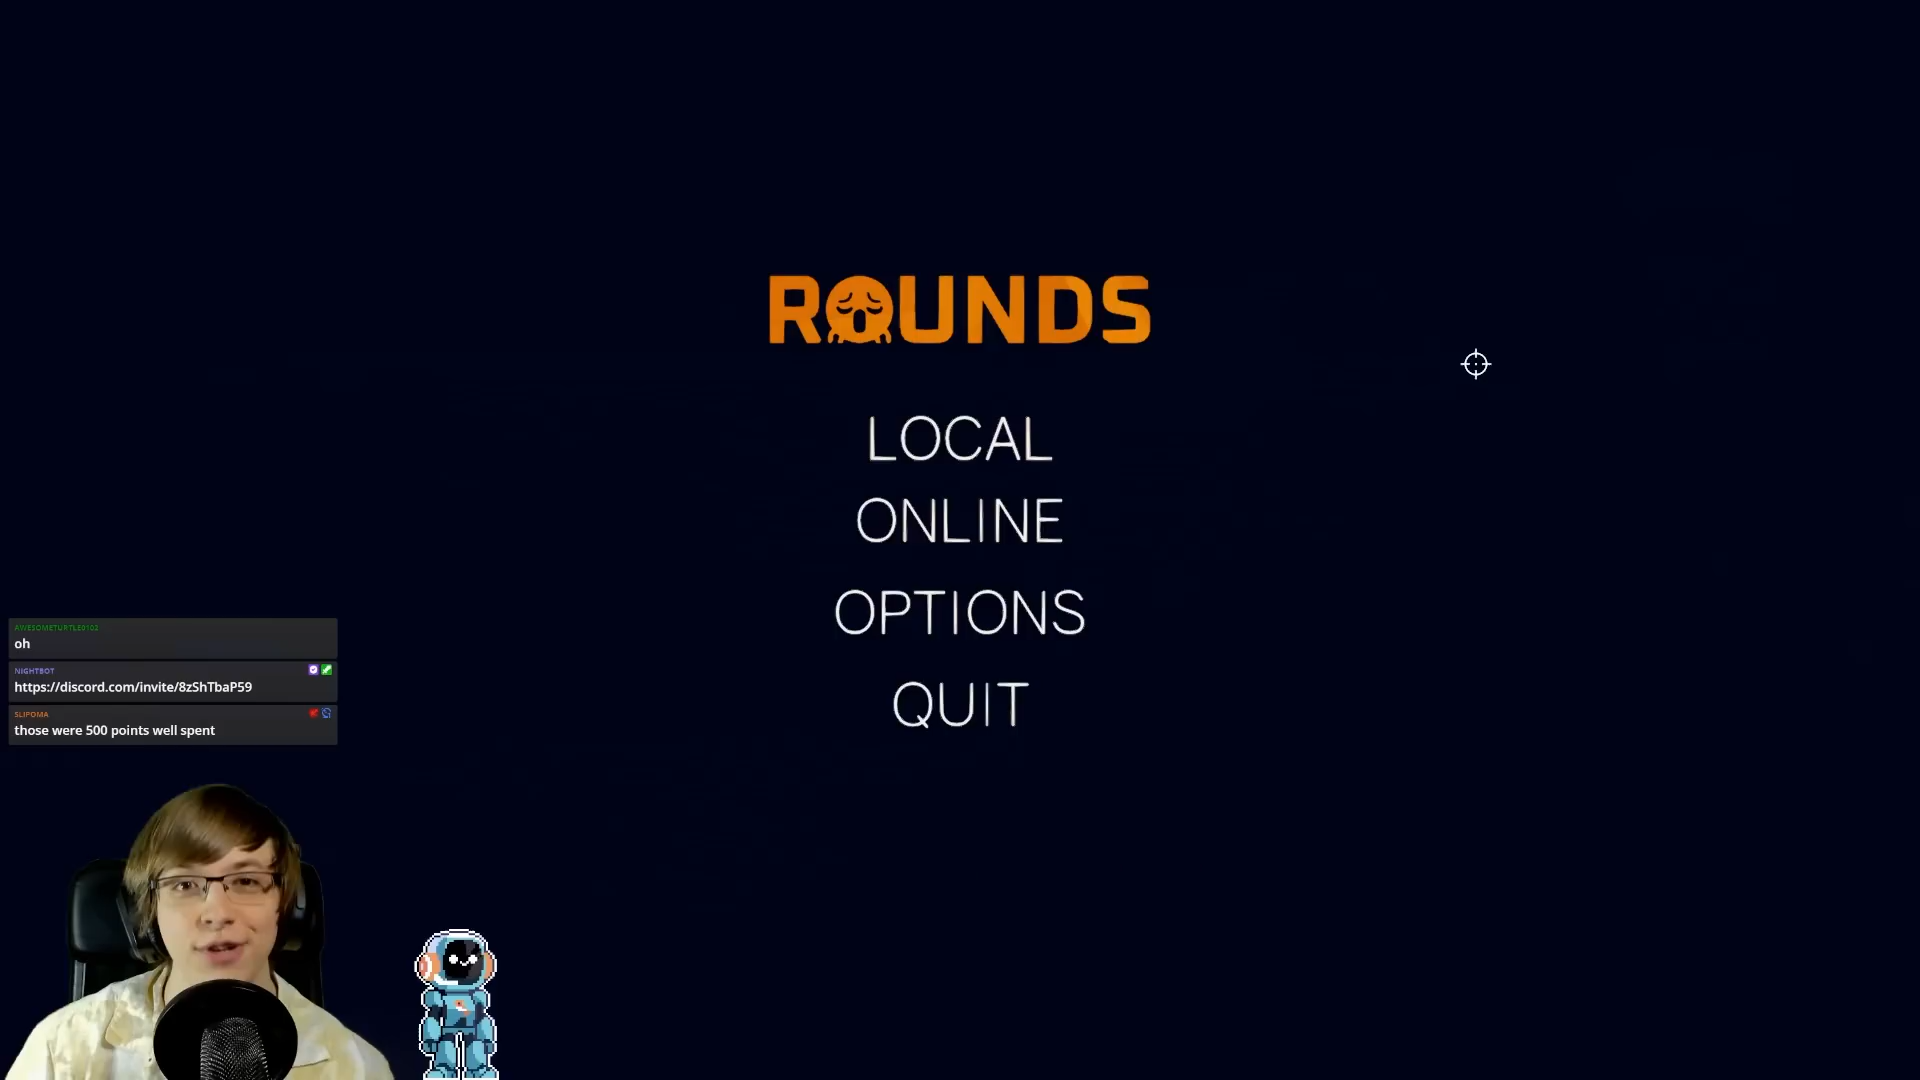 ROUNDS
LOCAL
ONLINE
OPTIONS
QUIT
AWESOMETURTLE0102
oh
NIGHTBOT
https://discord.com/invite/8zShTbaP59
SLIPOMA
those were 500 points well spent